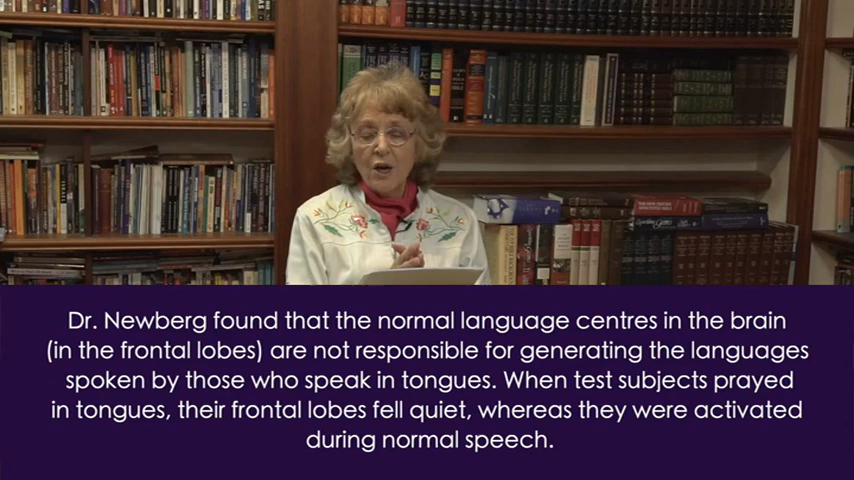 Dr. Newberg found that the normal language centres in the brain
(in the frontal lobes) are not responsible for generating the languages
spoken by those who speak in tongues. When test subjects prayed
in tongues, their frontal lobes fell quiet, whereas they were activated
during normal speech.